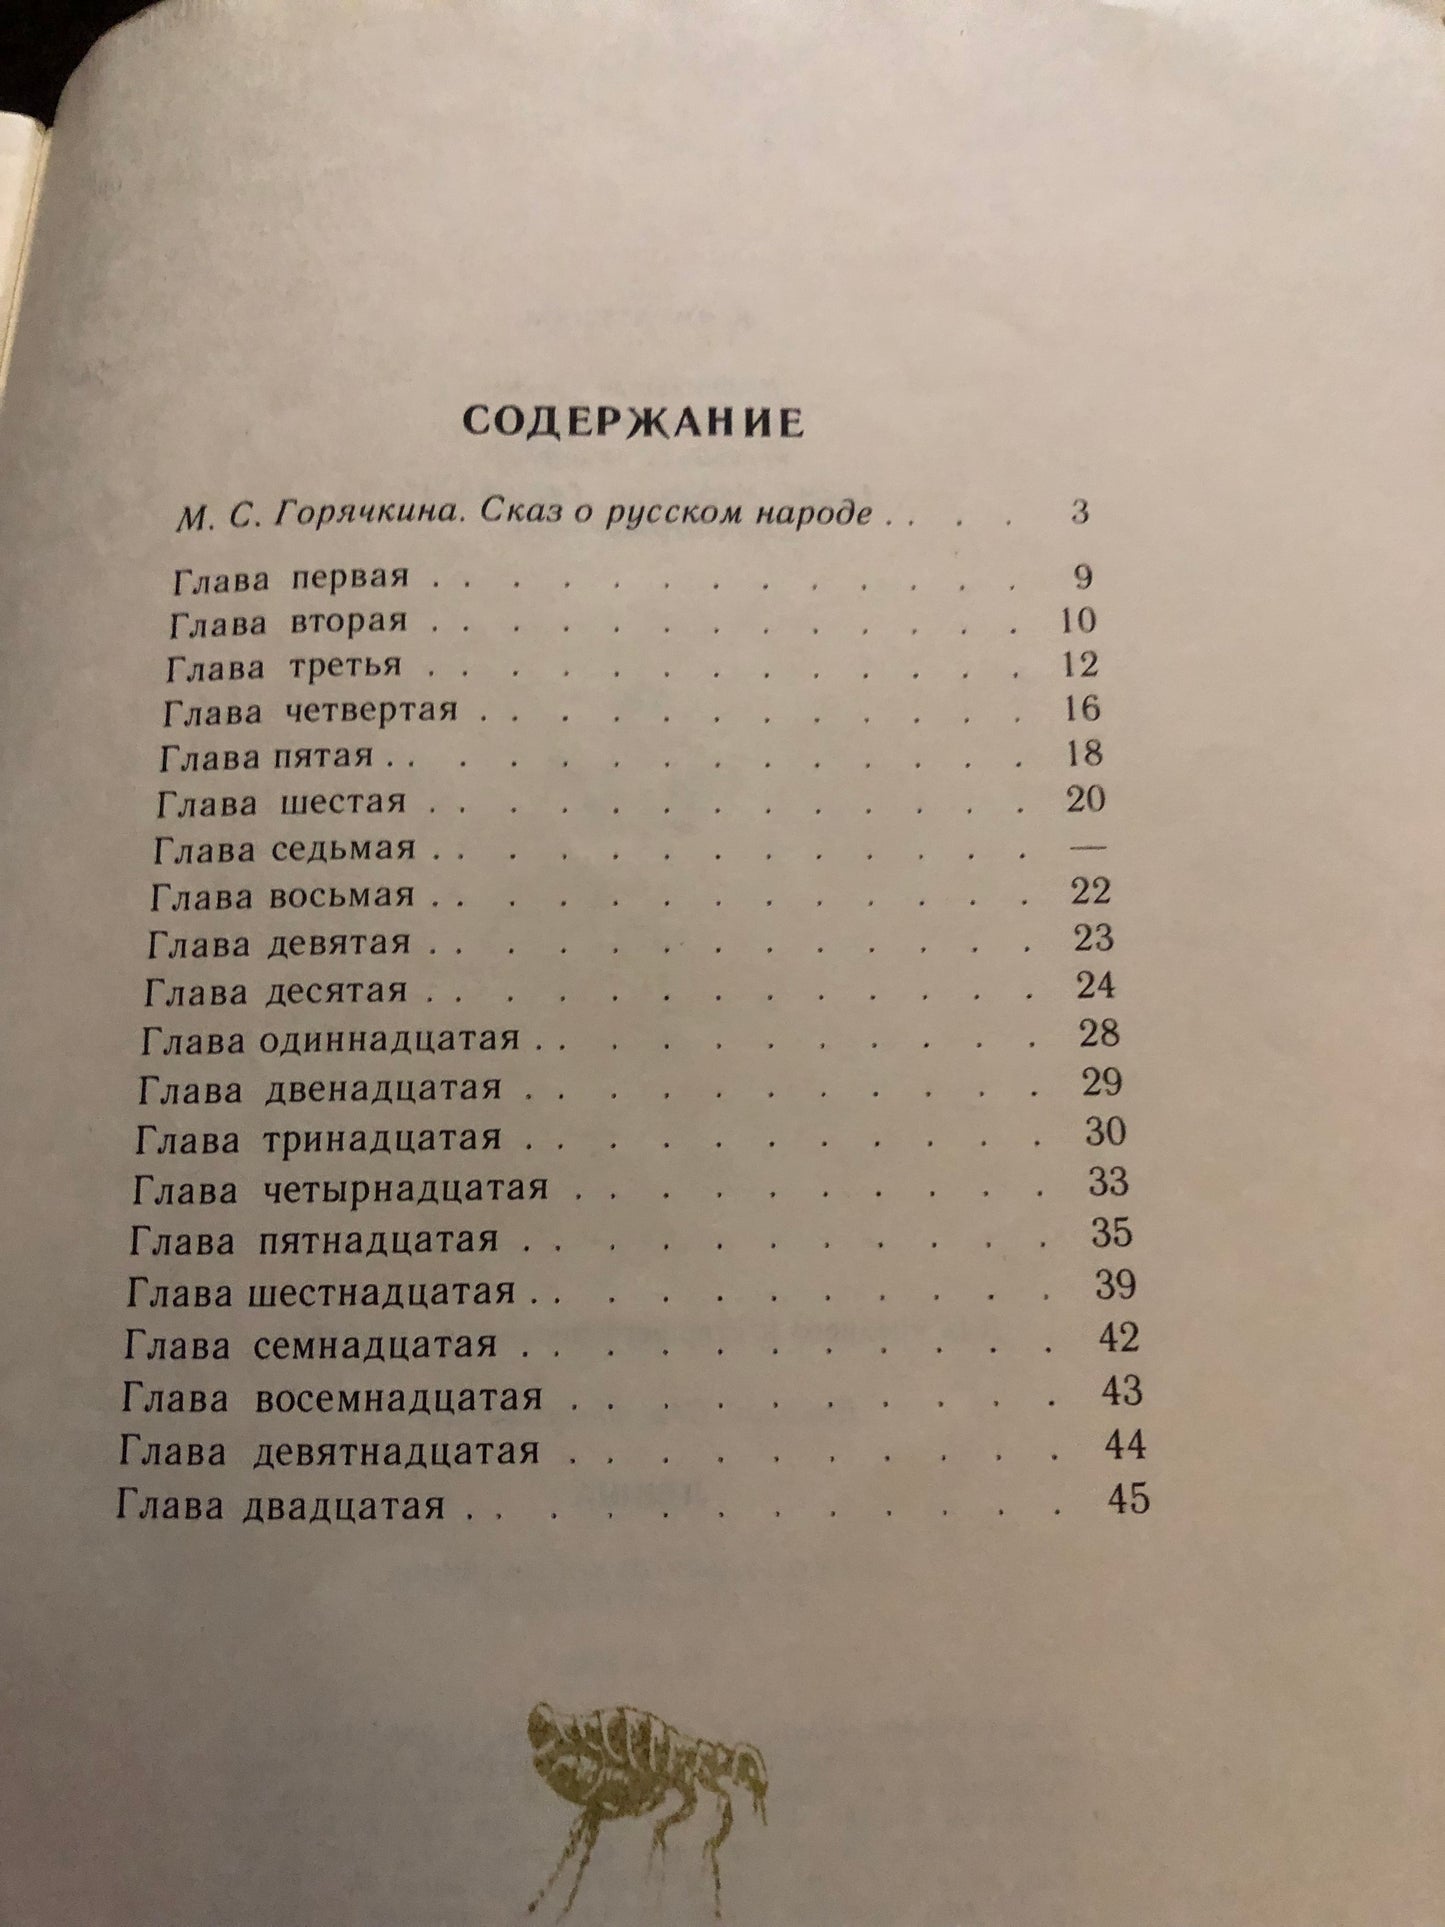 СОДЕРЖАНИЕ
М. С. Горячкина. Сказ о русском народе . . . . 3
Глава первая . . . . . . . . . . . . . 9
Глава вторая . . . . . . . . . . . . . 10
Глава третья . . . . . . . . . . . . . 12
Глава четвертая . . . . . . . . . . . . 16
Глава пятая . . . . . . . . . . . . . . 18
Глава шестая . . . . . . . . . . . . . 20
Глава седьмая . . . . . . . . . . . . . —
Глава восьмая . . . . . . . . . . . . . 22
Глава девятая . . . . . . . . . . . . . 23
Глава десятая . . . . . . . . . . . . . 24
Глава одиннадцатая . . . . . . . . . . . 28
Глава двенадцатая . . . . . . . . . . . 29
Глава тринадцатая . . . . . . . . . . . 30
Глава четырнадцатая . . . . . . . . . . 33
Глава пятнадцатая . . . . . . . . . . . 35
Глава шестнадцатая . . . . . . . . . . . 39
Глава семнадцатая . . . . . . . . . . . 42
Глава восемнадцатая . . . . . . . . . . 43
Глава девятнадцатая . . . . . . . . . . 44
Глава двадцатая . . . . . . . . . . . . 45